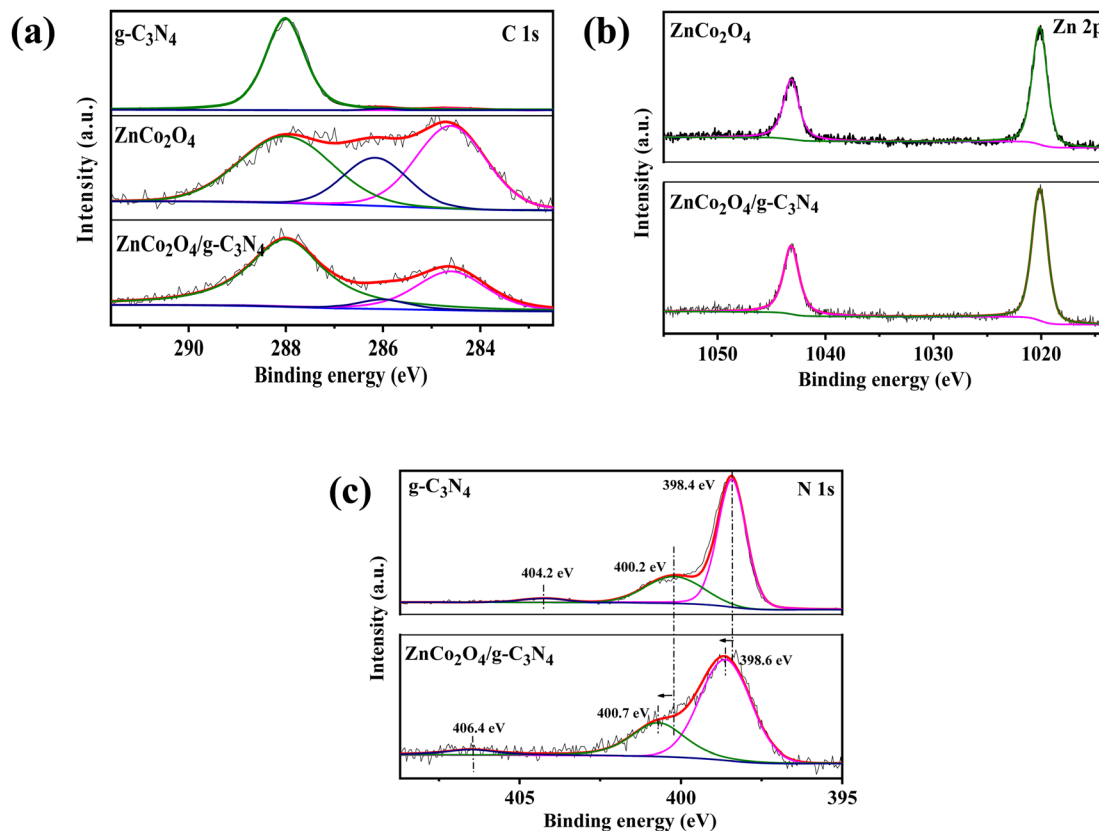 (a)
g-C₃N₄
C 1s
ZnCo₂O₄
ZnCo₂O₄/g-C₃N₄
Intensity (a.u.)
290 288 286 284
Binding energy (eV)
(b)
ZnCo₂O₄
Zn 2p
ZnCo₂O₄/g-C₃N₄
Intensity (a.u.)
1050 1040 1030 1020
Binding energy (eV)
(c)
g-C₃N₄
398.4 eV
N 1s
400.2 eV
404.2 eV
ZnCo₂O₄/g-C₃N₄
398.6 eV
400.7 eV
406.4 eV
Intensity (a.u.)
405 400 395
Binding energy (eV)